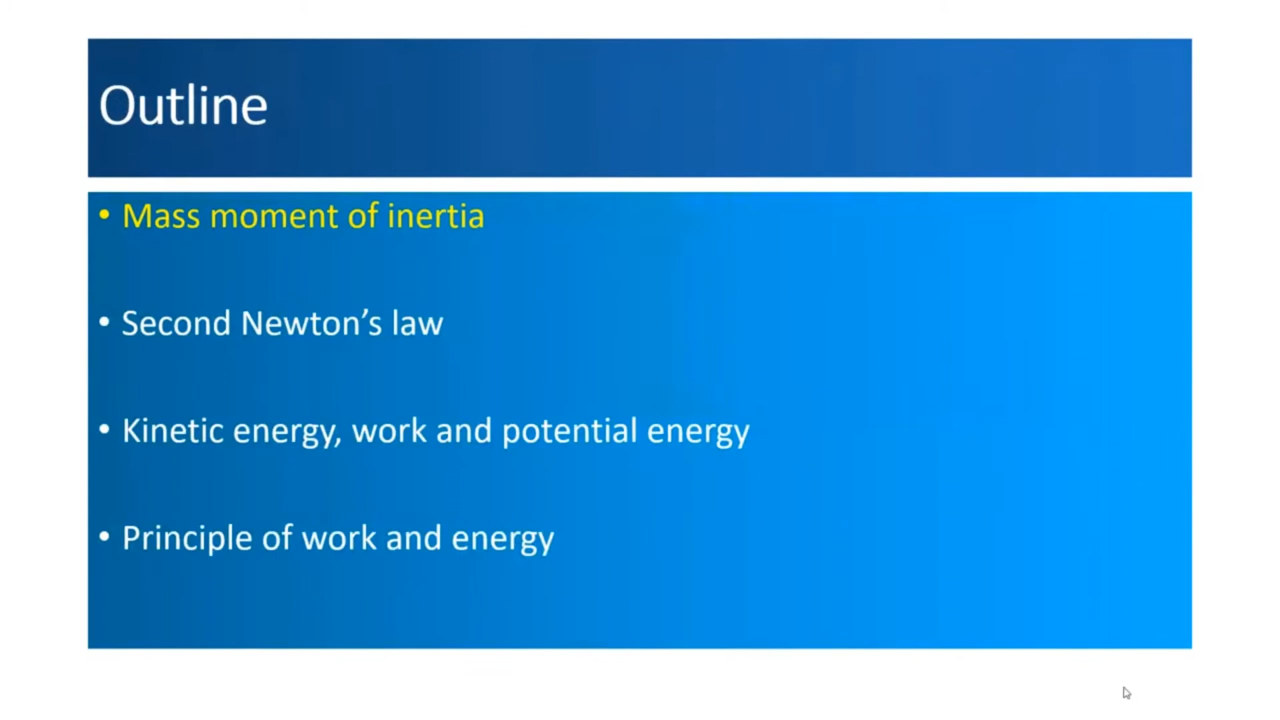 Outline
• Mass moment of inertia
• Second Newton’s law
• Kinetic energy, work and potential energy
• Principle of work and energy